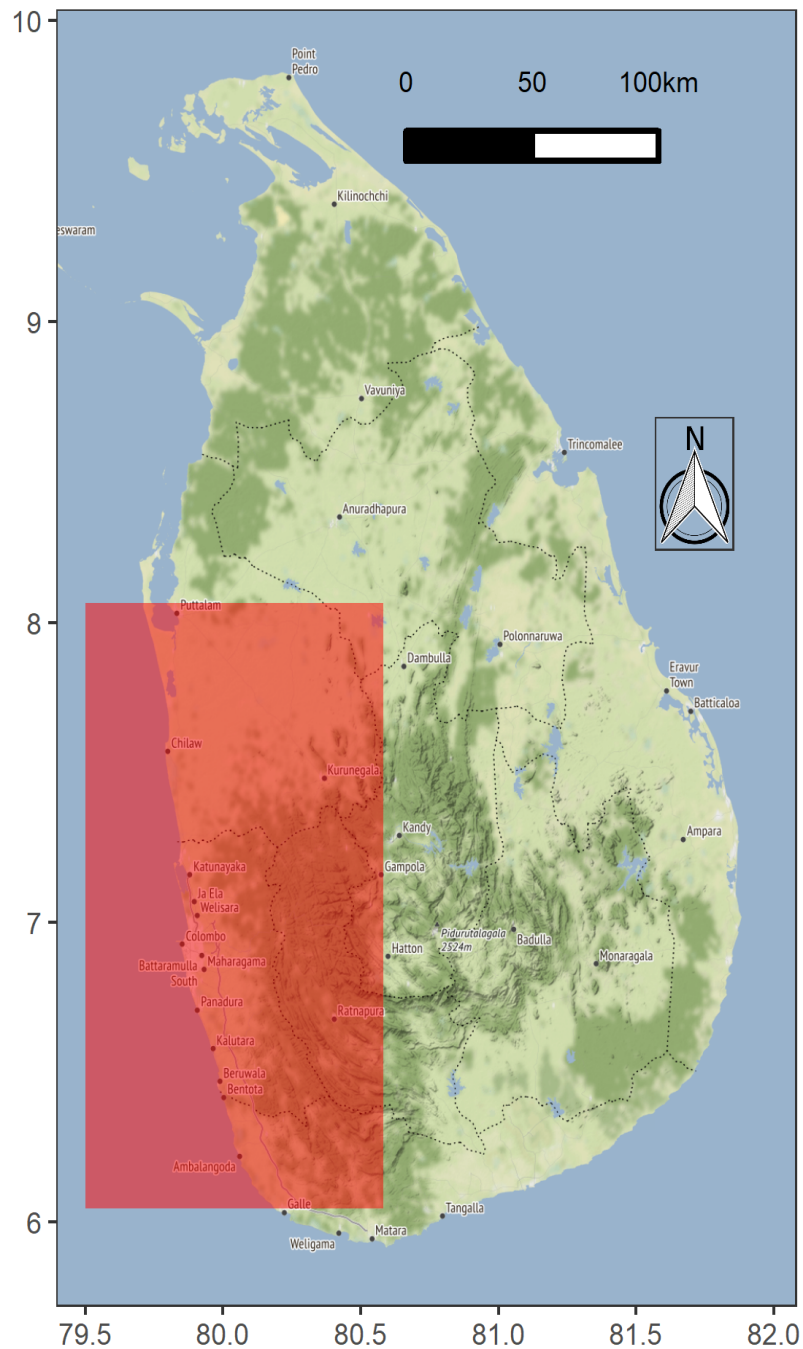 10
Point
Pedro
0 50 100km
Kilinochchi
eswaram
9
Vavuniya
Trincomalee
N
Anuradhapura
Puttalam
8
Polonnaruwa
Dambulla
Eravur
Town
Batticaloa
Chilaw
Kurunegala
Kandy
Ampara
Katunayaka
Gampola
Ja Ela
Welisara
7
Colombo
Pidurutalagala
2524m
Badulla
Hatton
Battaramulla
South
Maharagama
Monaragala
Panadura
Ratnapura
Kalutara
Beruwala
Bentota
Ambalangoda
Galle
6
Tangalla
Matara
Weligama
79.5 80.0 80.5 81.0 81.5 82.0